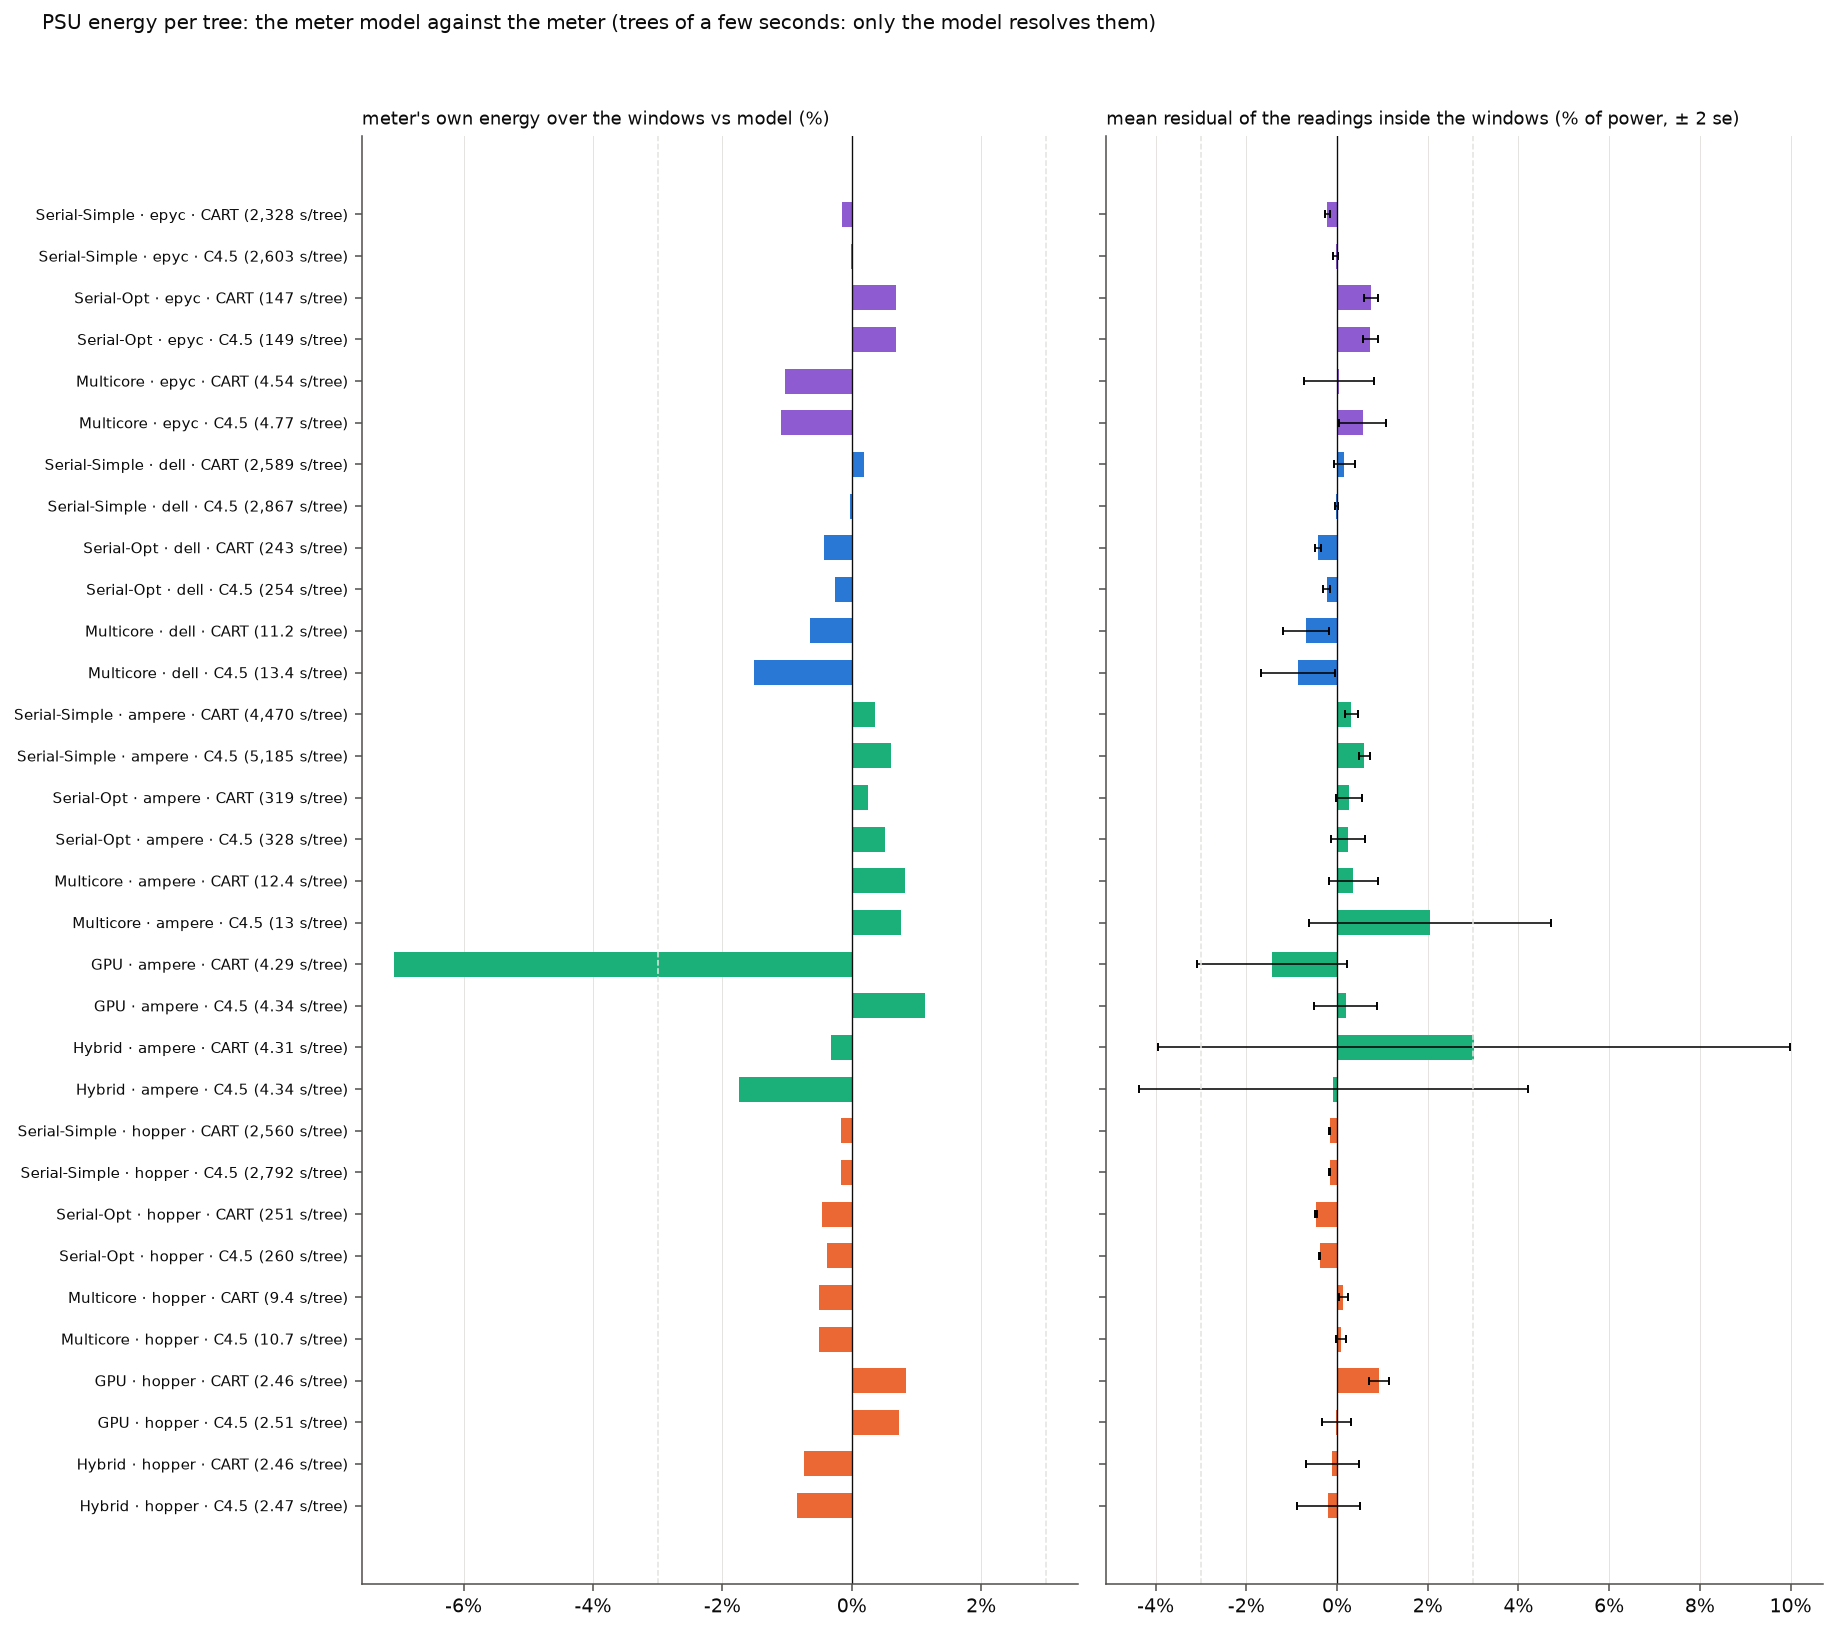 PSU energy per tree: the meter model against the meter (trees of a few seconds: only the model resolves them)
meter's own energy over the windows vs model (%)
mean residual of the readings inside the windows (% of power, ± 2 se)
Serial-Simple · epyc · CART (2,328 s/tree)
Serial-Simple · epyc · C4.5 (2,603 s/tree)
Serial-Opt · epyc · CART (147 s/tree)
Serial-Opt · epyc · C4.5 (149 s/tree)
Multicore · epyc · CART (4.54 s/tree)
Multicore · epyc · C4.5 (4.77 s/tree)
Serial-Simple · dell · CART (2,589 s/tree)
Serial-Simple · dell · C4.5 (2,867 s/tree)
Serial-Opt · dell · CART (243 s/tree)
Serial-Opt · dell · C4.5 (254 s/tree)
Multicore · dell · CART (11.2 s/tree)
Multicore · dell · C4.5 (13.4 s/tree)
Serial-Simple · ampere · CART (4,470 s/tree)
Serial-Simple · ampere · C4.5 (5,185 s/tree)
Serial-Opt · ampere · CART (319 s/tree)
Serial-Opt · ampere · C4.5 (328 s/tree)
Multicore · ampere · CART (12.4 s/tree)
Multicore · ampere · C4.5 (13 s/tree)
GPU · ampere · CART (4.29 s/tree)
GPU · ampere · C4.5 (4.34 s/tree)
Hybrid · ampere · CART (4.31 s/tree)
Hybrid · ampere · C4.5 (4.34 s/tree)
Serial-Simple · hopper · CART (2,560 s/tree)
Serial-Simple · hopper · C4.5 (2,792 s/tree)
Serial-Opt · hopper · CART (251 s/tree)
Serial-Opt · hopper · C4.5 (260 s/tree)
Multicore · hopper · CART (9.4 s/tree)
Multicore · hopper · C4.5 (10.7 s/tree)
GPU · hopper · CART (2.46 s/tree)
GPU · hopper · C4.5 (2.51 s/tree)
Hybrid · hopper · CART (2.46 s/tree)
Hybrid · hopper · C4.5 (2.47 s/tree)
-6% -4% -2% 0% 2%
-4% -2% 0% 2% 4% 6% 8% 10%